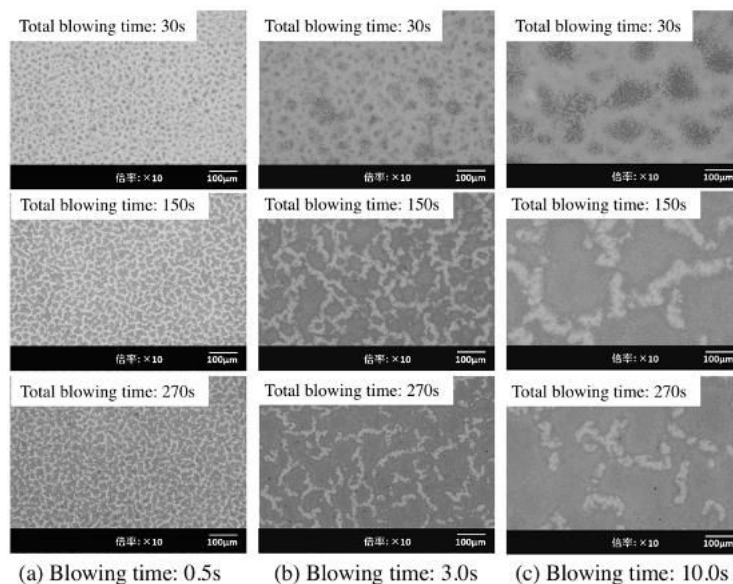 Total blowing time: 30s
Total blowing time: 30s
Total blowing time: 30s
倍率:×10 100μm
倍率:×10 100μm
倍率:×10 100μm
Total blowing time: 150s
Total blowing time: 150s
Total blowing time: 150s
倍率:×10 100μm
倍率:×10 100μm
倍率:×10 100μm
Total blowing time: 270s
Total blowing time: 270s
Total blowing time: 270s
倍率:×10 100μm
倍率:×10 100μm
倍率:×10 100μm
(a) Blowing time: 0.5s
(b) Blowing time: 3.0s
(c) Blowing time: 10.0s